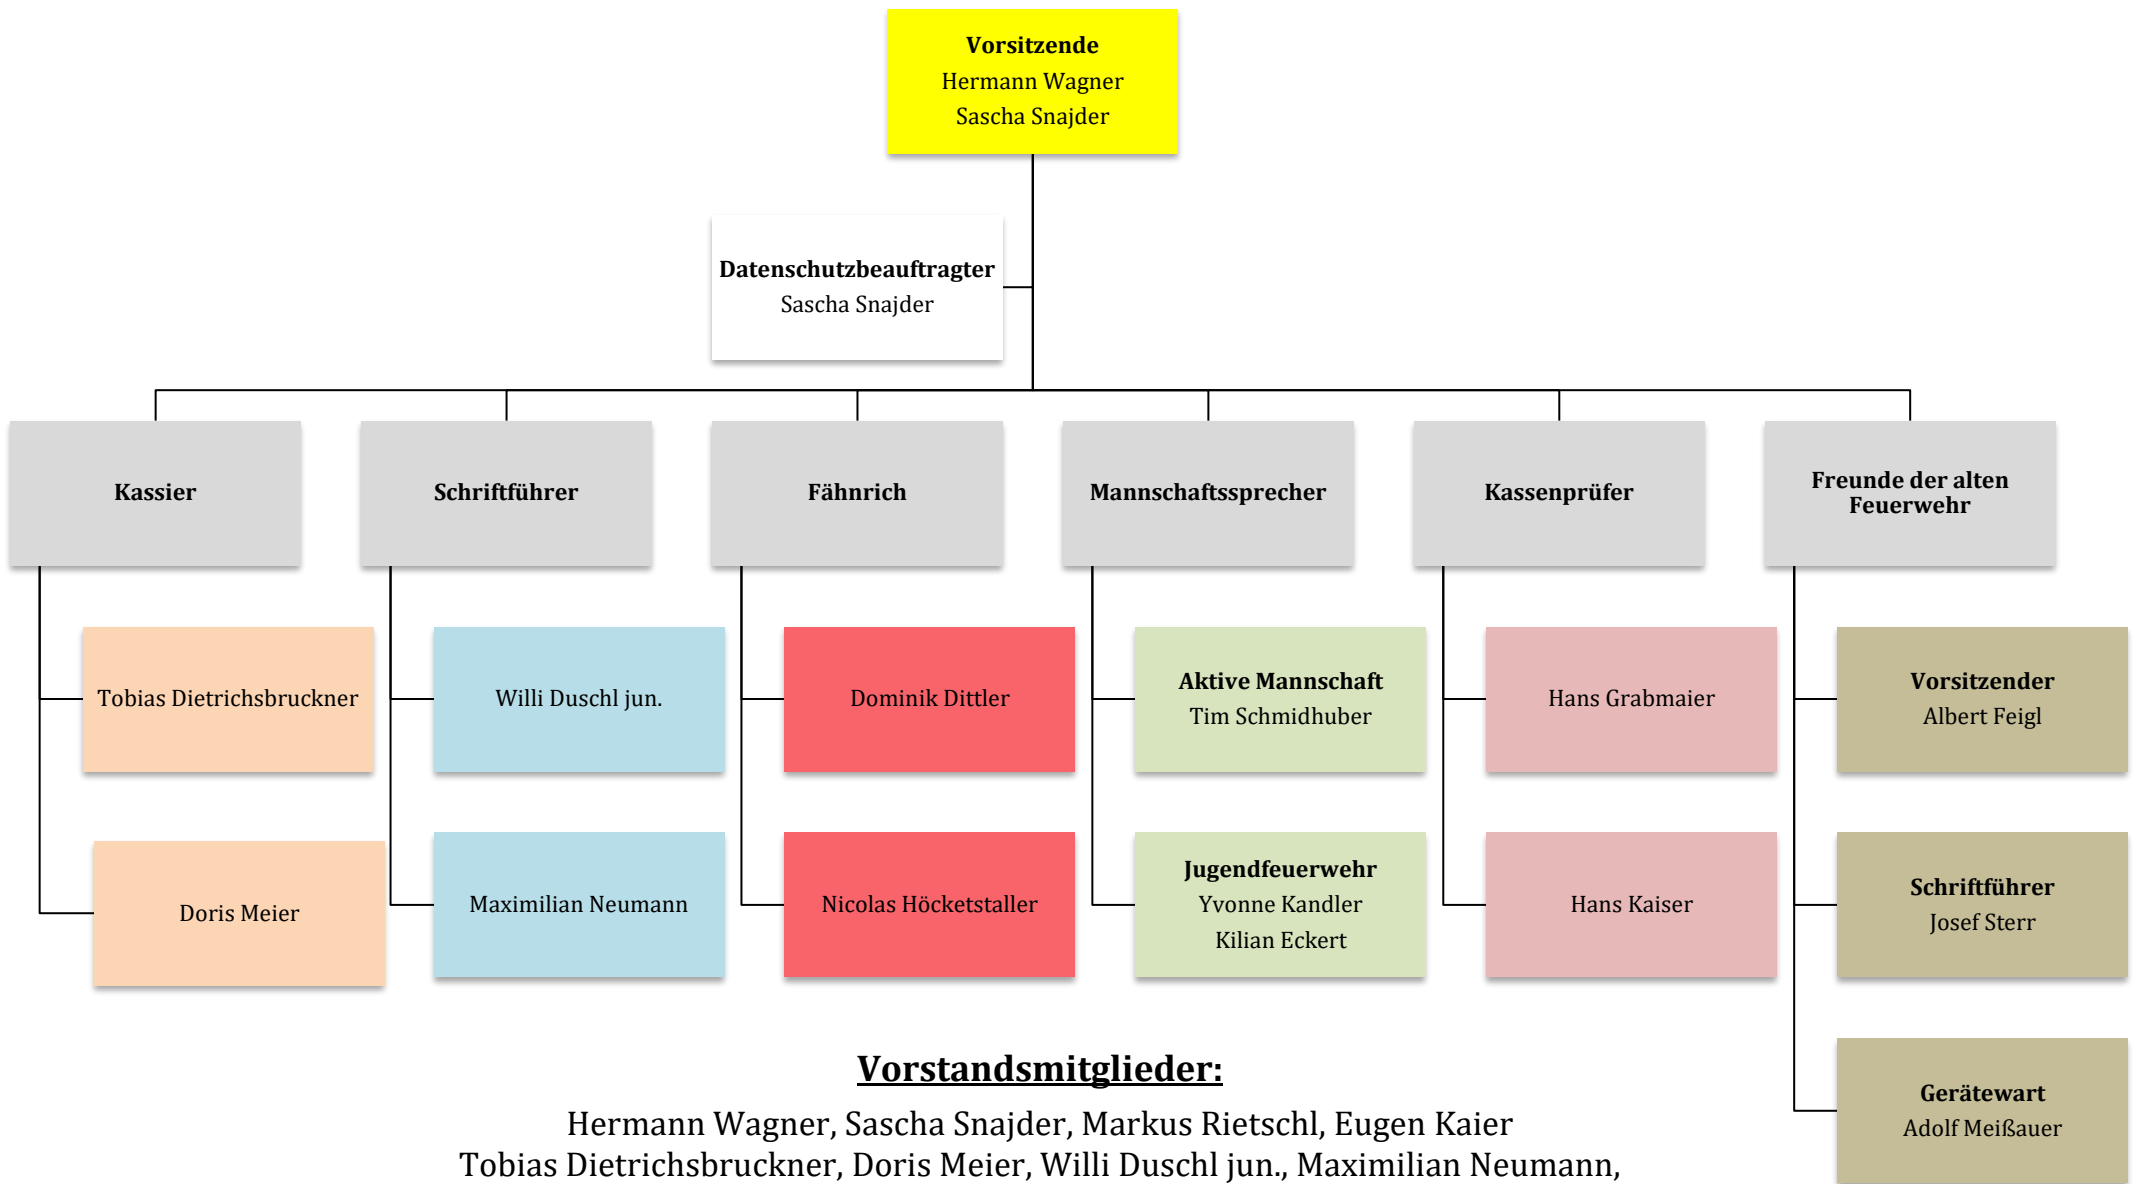 Vorsitzende
Hermann Wagner
Sascha Snajder
Datenschutzbeauftragter
Sascha Snajder
Kassier
Schriftführer
Fähnrich
Mannschaftssprecher
Kassenprüfer
Freunde der alten
Feuerwehr
Tobias Dietrichsbruckner
Willi Duschl jun.
Dominik Dittler
Aktive Mannschaft
Tim Schmidhuber
Hans Grabmaier
Vorsitzender
Albert Feigl
Doris Meier
Maximilian Neumann
Nicolas Höcketstaller
Jugendfeuerwehr
Yvonne Kandler
Kilian Eckert
Hans Kaiser
Schriftführer
Josef Sterr
Gerätewart
Adolf Meißauer
Vorstandsmitglieder:
Hermann Wagner, Sascha Snajder, Markus Rietschl, Eugen Kaier
Tobias Dietrichsbruckner, Doris Meier, Willi Duschl jun., Maximilian Neumann,